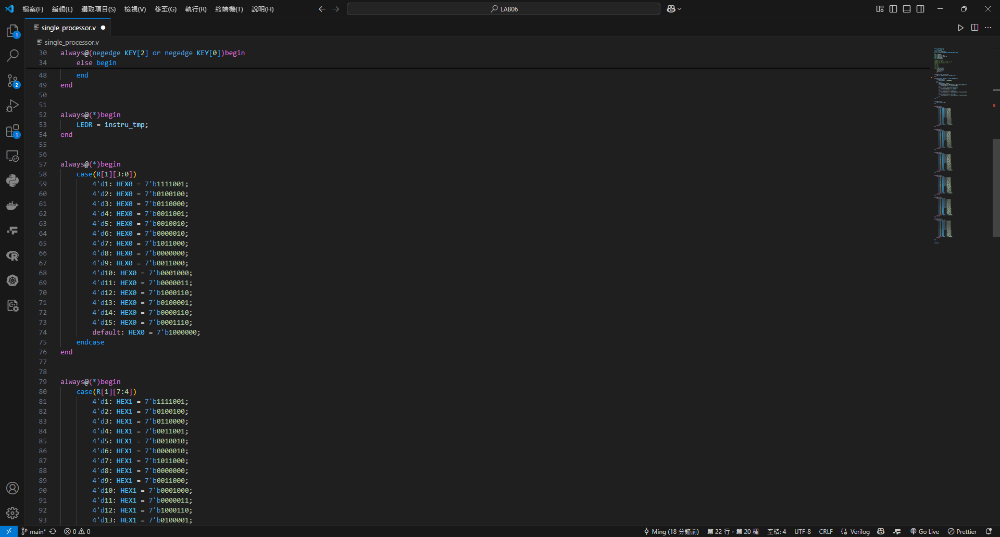 檔案(F) 編輯(E) 選取項目(S) 檢視(V) 移至(G) 執行(R) 終端機(T) 說明(H) LAB06
single_processor.v
single_processor.v
30 always@(negedge KEY[2] or negedge KEY[0])begin
34 else begin
48 end
49 end
50
51
52 always@(*)begin
53 LEDR = instru_tmp;
54 end
55
56
57 always@(*)begin
58 case(R[1][3:0])
59 4'd1: HEX0 = 7'b1111001;
60 4'd2: HEX0 = 7'b0100100;
61 4'd3: HEX0 = 7'b0110000;
62 4'd4: HEX0 = 7'b0011001;
63 4'd5: HEX0 = 7'b0010010;
64 4'd6: HEX0 = 7'b0000010;
65 4'd7: HEX0 = 7'b1011000;
66 4'd8: HEX0 = 7'b0000000;
67 4'd9: HEX0 = 7'b0011000;
68 4'd10: HEX0 = 7'b0001000;
69 4'd11: HEX0 = 7'b0000011;
70 4'd12: HEX0 = 7'b1000110;
71 4'd13: HEX0 = 7'b0100001;
72 4'd14: HEX0 = 7'b0000110;
73 4'd15: HEX0 = 7'b0001110;
74 default: HEX0 = 7'b1000000;
75 endcase
76 end
77
78
79 always@(*)begin
80 case(R[1][7:4])
81 4'd1: HEX1 = 7'b1111001;
82 4'd2: HEX1 = 7'b0100100;
83 4'd3: HEX1 = 7'b0110000;
84 4'd4: HEX1 = 7'b0011001;
85 4'd5: HEX1 = 7'b0010010;
86 4'd6: HEX1 = 7'b0000010;
87 4'd7: HEX1 = 7'b1011000;
88 4'd8: HEX1 = 7'b0000000;
89 4'd9: HEX1 = 7'b0011000;
90 4'd10: HEX1 = 7'b0001000;
91 4'd11: HEX1 = 7'b0000011;
92 4'd12: HEX1 = 7'b1000110;
93 4'd13: HEX1 = 7'b0100001;
1
2
1
main* 0 0 Ming (18 分鐘前) 第 22 行，第 20 欄 空格: 4 UTF-8 CRLF Verilog Go Live Prettier